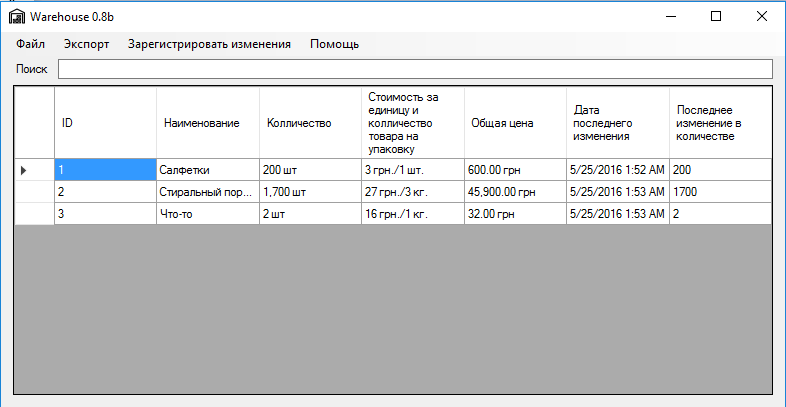 Warehouse 0.8b
Файл Экспорт Зарегистрировать изменения Помощь
Поиск
ID
Наименование
Колличество
Стоимость за
единицу и
колличество
товара на
упаковку
Общая цена
Дата
последнего
изменения
Последнее
изменение в
количестве
1 Салфетки 200 шт 3 грн./1 шт. 600.00 грн 5/25/2016 1:52 AM 200
2 Стиральный пор... 1,700 шт 27 грн./3 кг. 45,900.00 грн 5/25/2016 1:53 AM 1700
3 Что-то 2 шт 16 грн./1 кг. 32.00 грн 5/25/2016 1:53 AM 2